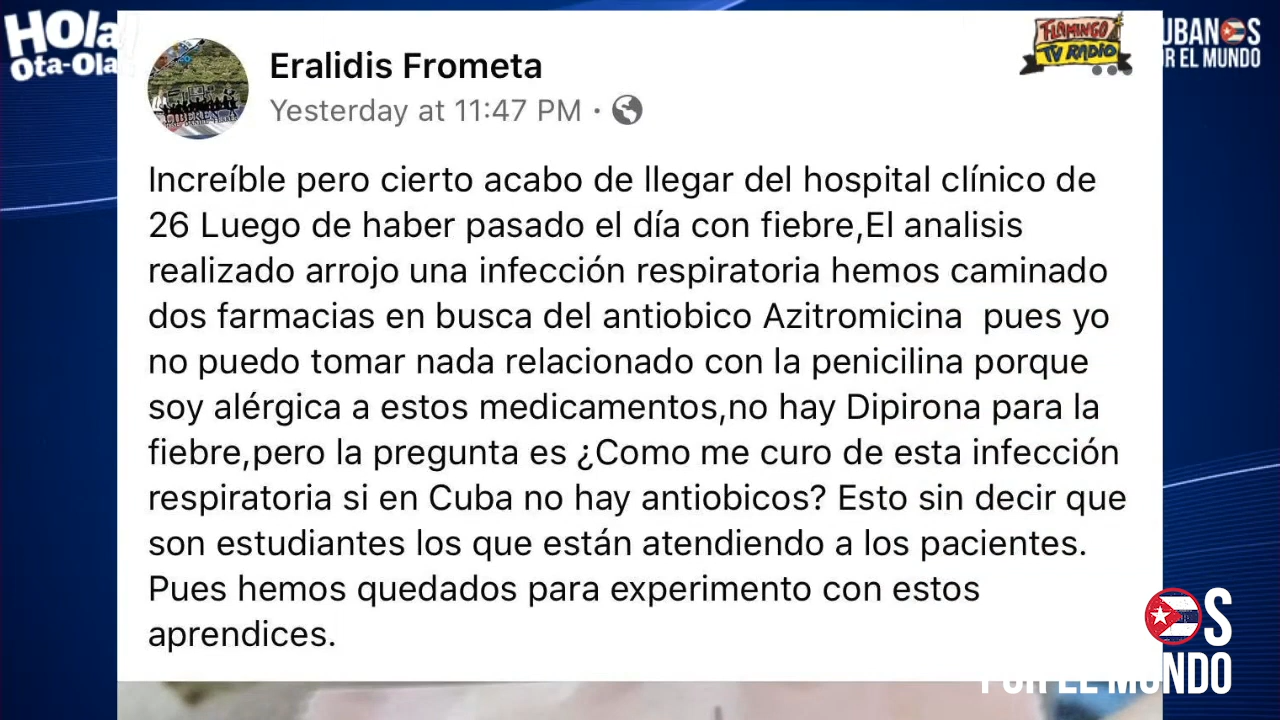 Hola!
Ota-Ola
FLAMINGO
TV RADIO
UBANOS
R EL MUNDO
Eralidis Frometa
Yesterday at 11:47 PM ·
Increíble pero cierto acabo de llegar del hospital clínico de
26 Luego de haber pasado el día con fiebre,El analisis
realizado arrojo una infección respiratoria hemos caminado
dos farmacias en busca del antiobico Azitromicina  pues yo
no puedo tomar nada relacionado con la penicilina porque
soy alérgica a estos medicamentos,no hay Dipirona para la
fiebre,pero la pregunta es ¿Como me curo de esta infección
respiratoria si en Cuba no hay antiobicos? Esto sin decir que
son estudiantes los que están atendiendo a los pacientes.
Pues hemos quedados para experimento con estos
aprendices.
S
POR EL MUNDO